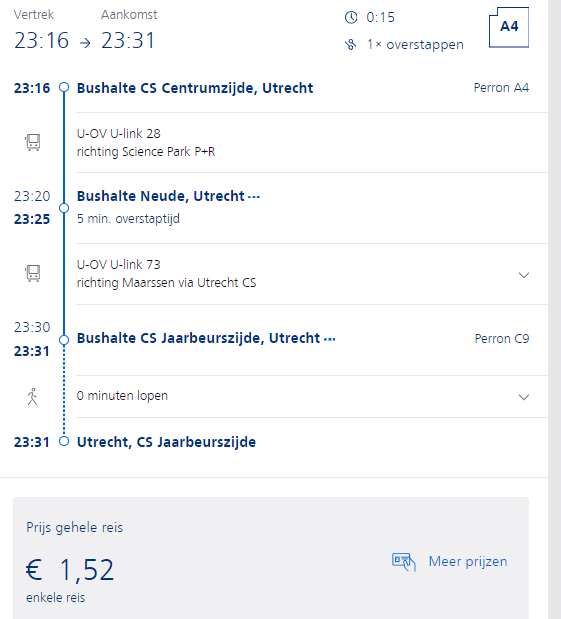 Vertrek Aankomst
23:16 → 23:31
0:15
1× overstappen
A4
23:16 Bushalte CS Centrumzijde, Utrecht Perron A4
U-OV U-link 28
richting Science Park P+R
23:20 Bushalte Neude, Utrecht ···
23:25 5 min. overstaptijd
U-OV U-link 73
richting Maarssen via Utrecht CS
23:30
Bushalte CS Jaarbeurszijde, Utrecht ··· Perron C9
23:31
0 minuten lopen
23:31 Utrecht, CS Jaarbeurszijde
Prijs gehele reis
€ 1,52
Meer prijzen
enkele reis